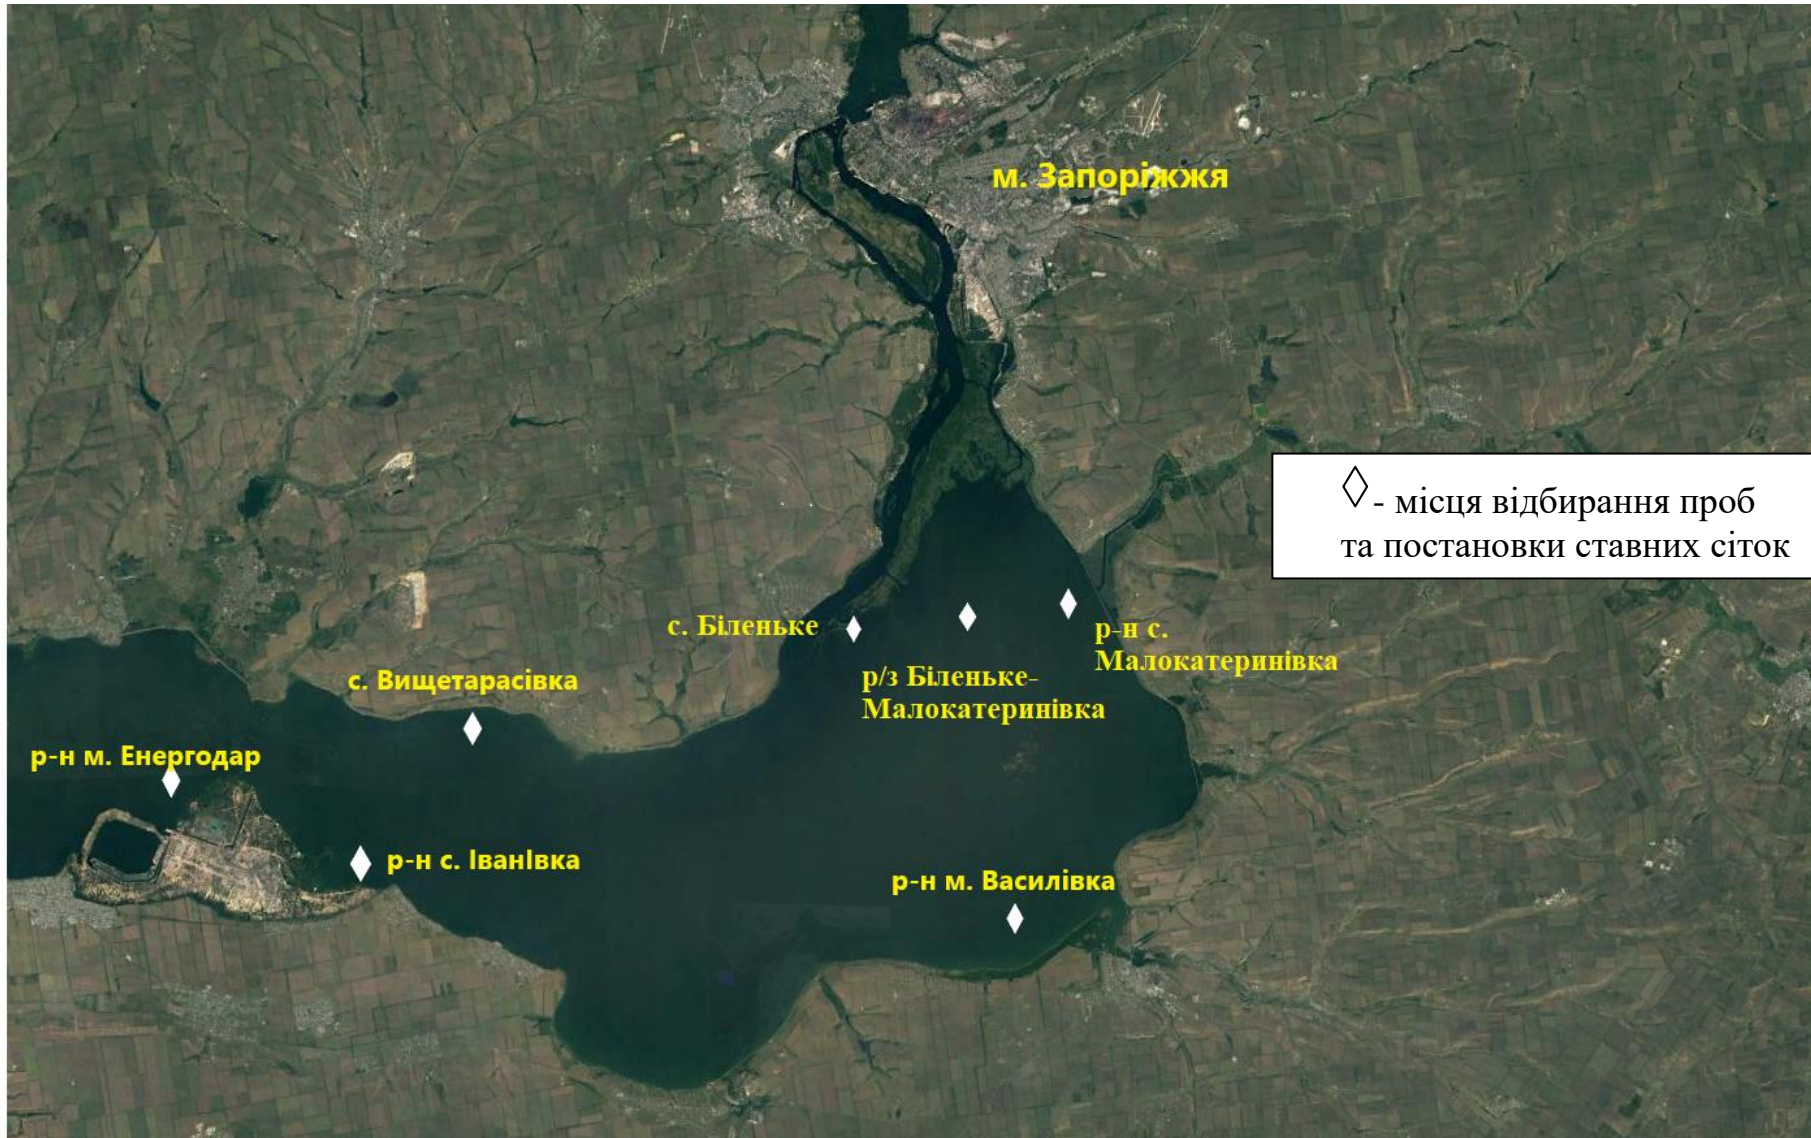 м. Запоріжжя
- місця відбирання проб
та постановки ставних сіток
с. Біленьке
р-н с.
Малокатеринівка
р/з Біленьке-
Малокатеринівка
с. Вищетарасівка
р-н м. Енергодар
р-н с. Іванівка
р-н м. Василівка